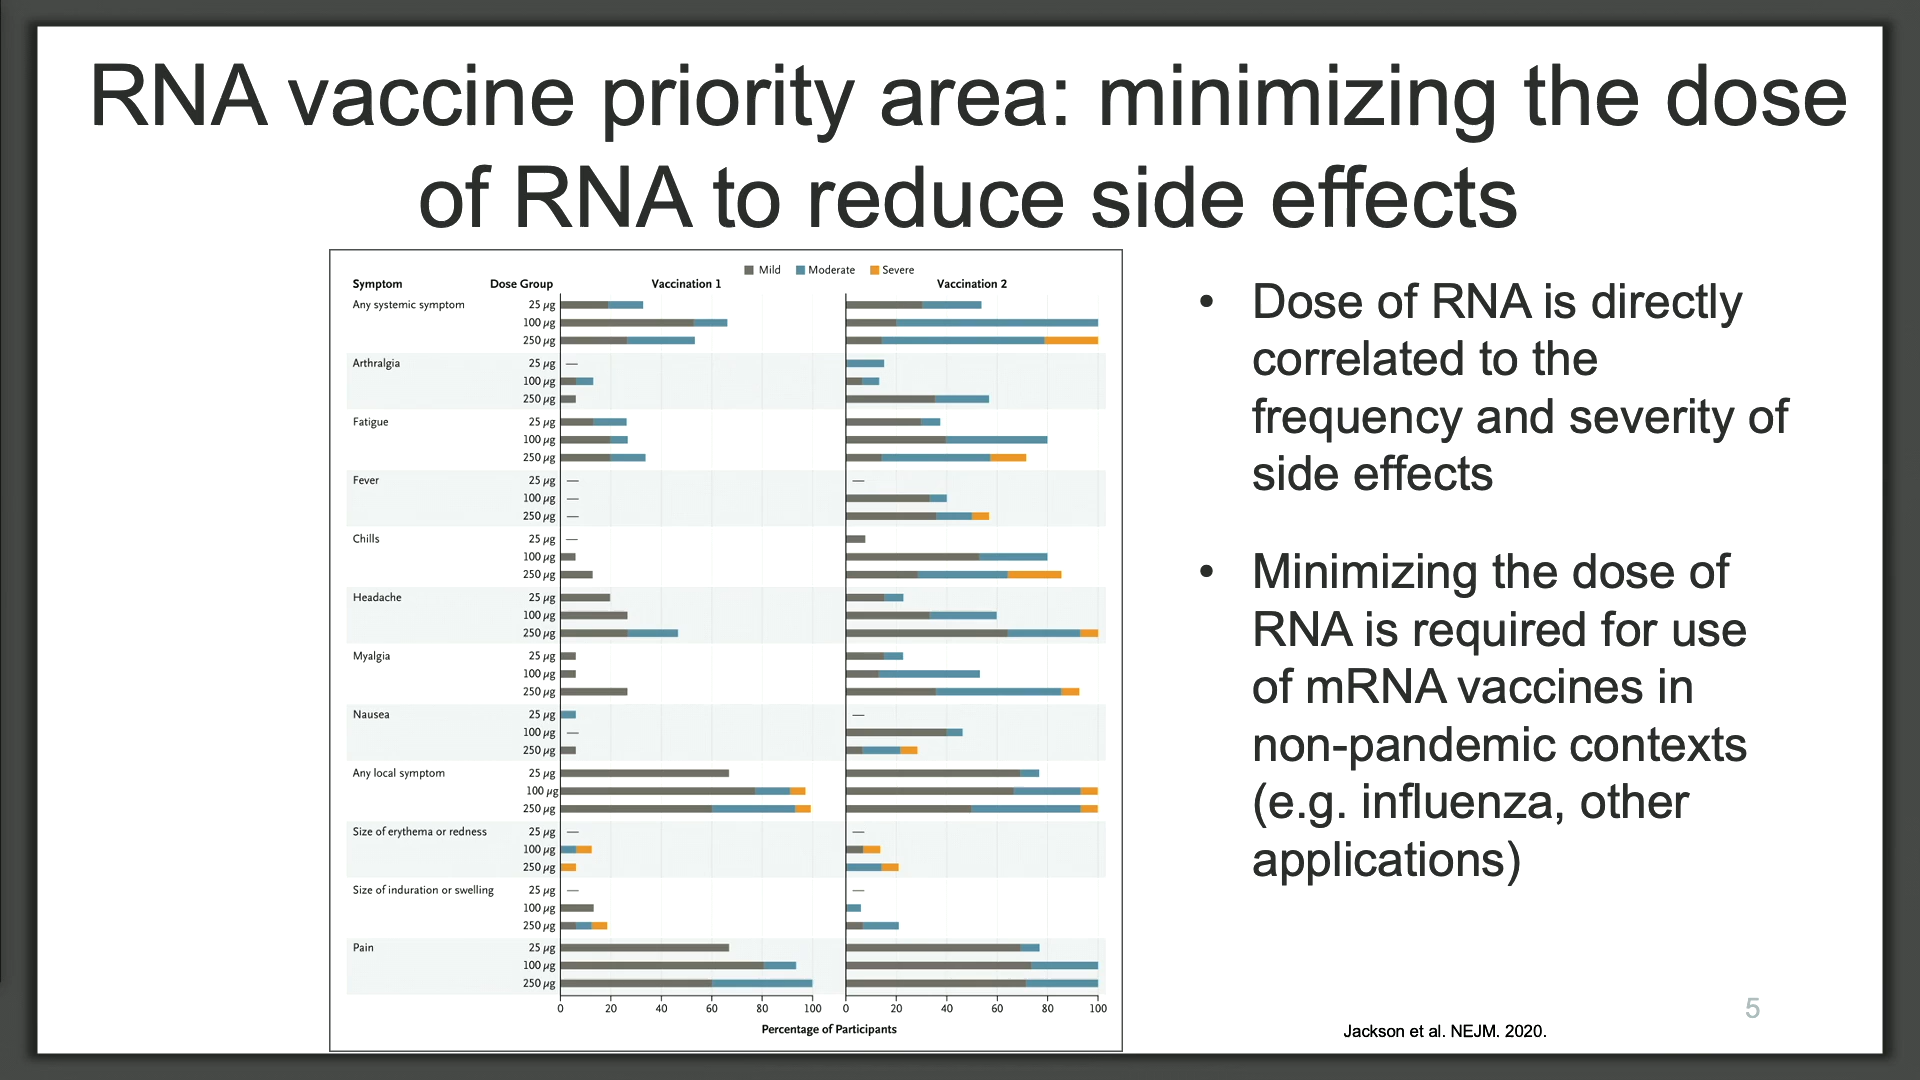 RNA vaccine priority area: minimizing the dose
of RNA to reduce side effects
Mild Moderate Severe
Symptom Dose Group Vaccination 1 Vaccination 2
Any systemic symptom 25 µg
100 µg
250 µg
Arthralgia 25 µg
100 µg
250 µg
Fatigue 25 µg
100 µg
250 µg
Fever 25 µg
100 µg
250 µg
Chills 25 µg
100 µg
250 µg
Headache 25 µg
100 µg
250 µg
Myalgia 25 µg
100 µg
250 µg
Nausea 25 µg
100 µg
250 µg
Any local symptom 25 µg
100 µg
250 µg
Size of erythema or redness 25 µg
100 µg
250 µg
Size of induration or swelling 25 µg
100 µg
250 µg
Pain 25 µg
100 µg
250 µg
0 20 40 60 80 100 0 20 40 60 80 100
Percentage of Participants
• Dose of RNA is directly
correlated to the
frequency and severity of
side effects
• Minimizing the dose of
RNA is required for use
of mRNA vaccines in
non-pandemic contexts
(e.g. influenza, other
applications)
5
Jackson et al. NEJM. 2020.